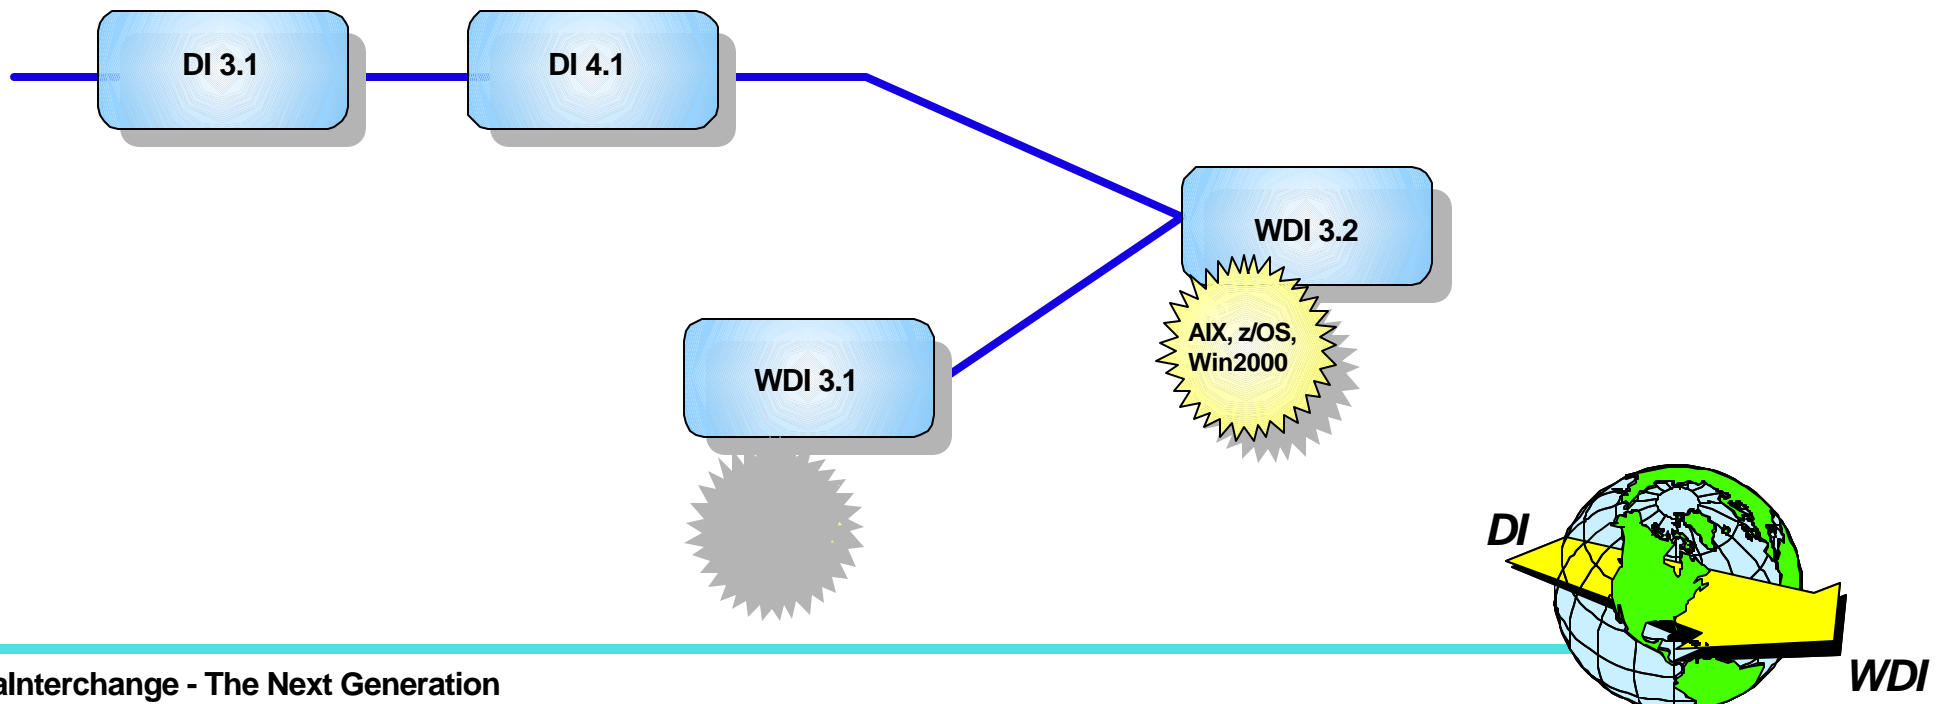 DI 3.1
DI 4.1
WDI 3.2
AIX, z/OS,
Win2000
WDI 3.1
DI
WDI
aInterchange - The Next Generation